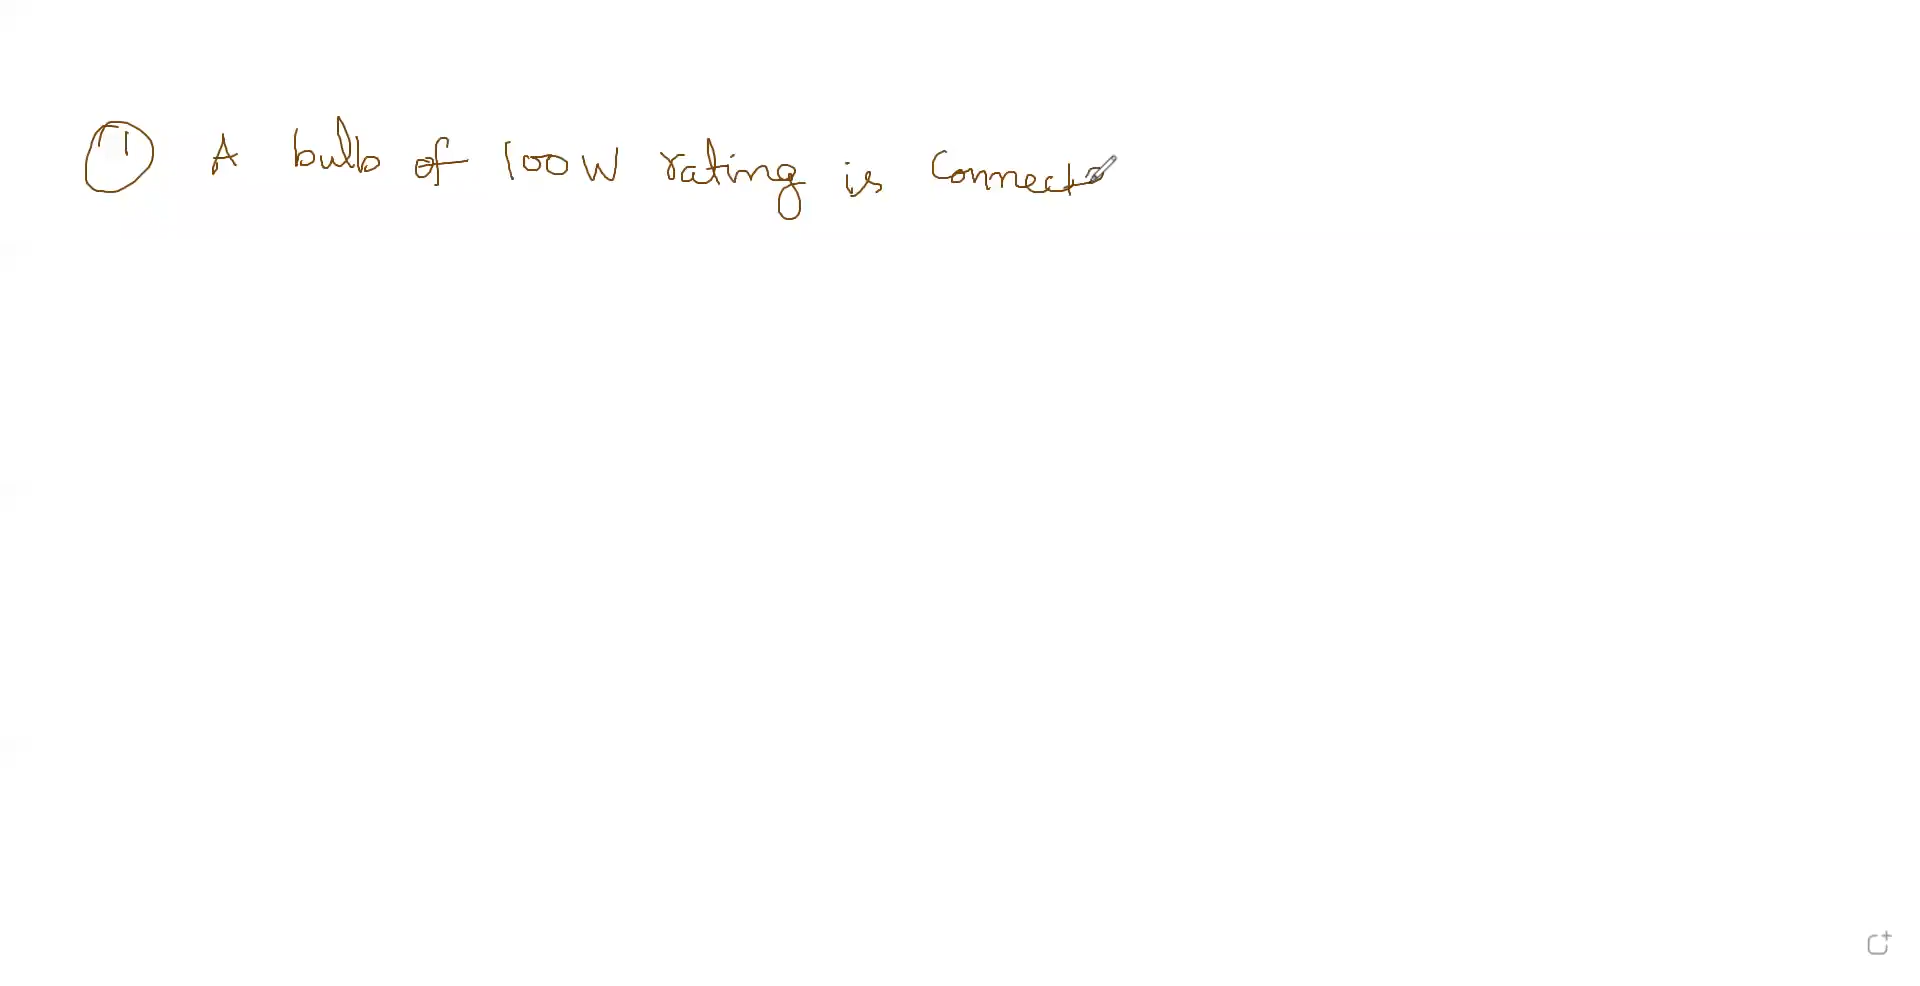 ① A bulb of 100W rating is connect